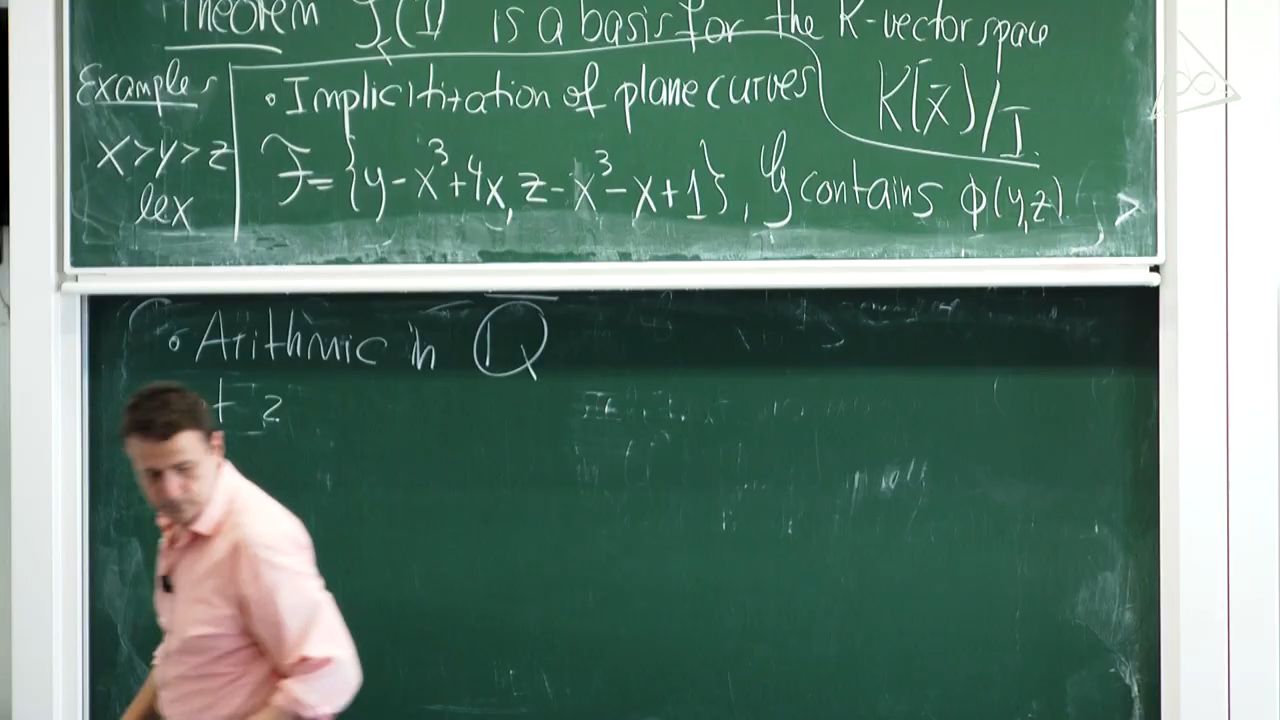 Theorem J<(I) is a basis for the K-vector space
Examples
• Implicitization of plane curves
K[x̄]/I.
x>y>z
lex
F={y-x³+4x, z-x³-x+1}, G contains ϕ(y,z).
• Arithmic in Q